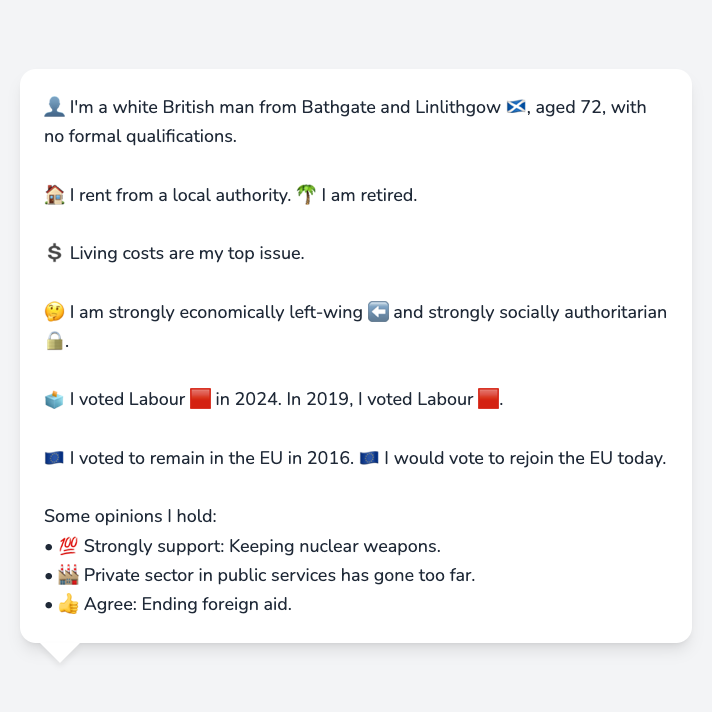 👤 I'm a white British man from Bathgate and Linlithgow 🏴󠁧󠁢󠁳󠁣󠁴󠁿, aged 72, with
no formal qualifications.
🏠 I rent from a local authority. 🌴 I am retired.
💲 Living costs are my top issue.
🤔 I am strongly economically left-wing ⬅️ and strongly socially authoritarian
🔒.
🗳️ I voted Labour 🟥 in 2024. In 2019, I voted Labour 🟥.
🇪🇺 I voted to remain in the EU in 2016. 🇪🇺 I would vote to rejoin the EU today.
Some opinions I hold:
• 💯 Strongly support: Keeping nuclear weapons.
• 🏭 Private sector in public services has gone too far.
• 👍 Agree: Ending foreign aid.